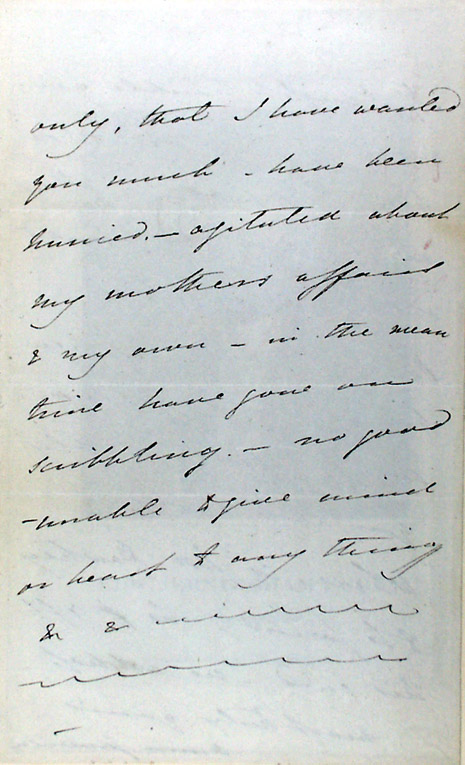 only, that I have wanted
you much - have been
hurried. - agitated about
my mothers affairs
& my own - in the mean
time have gone on
scribbling. - no good
- unable to give mind
or heart to any thing
& &